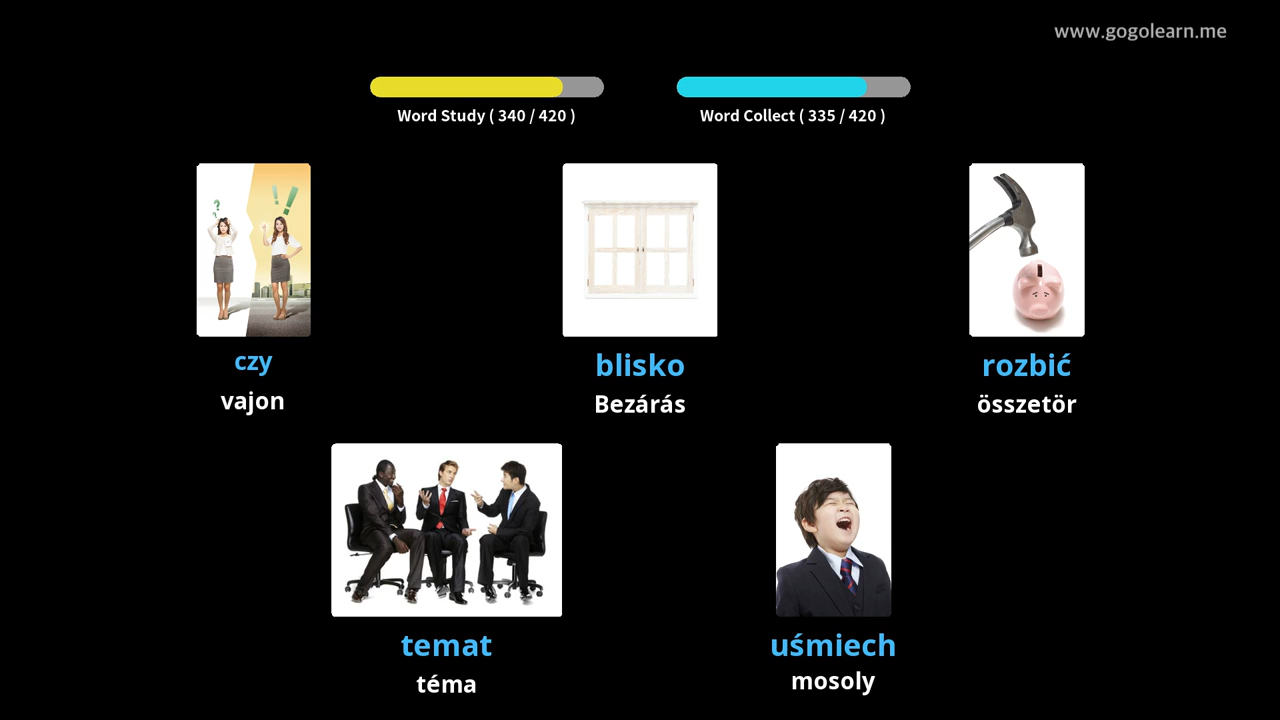 www.gogolearn.me
Word Study ( 340 / 420 )
Word Collect ( 335 / 420 )
czy
vajon
blisko
Bezárás
rozbić
összetör
temat
téma
uśmiech
mosoly